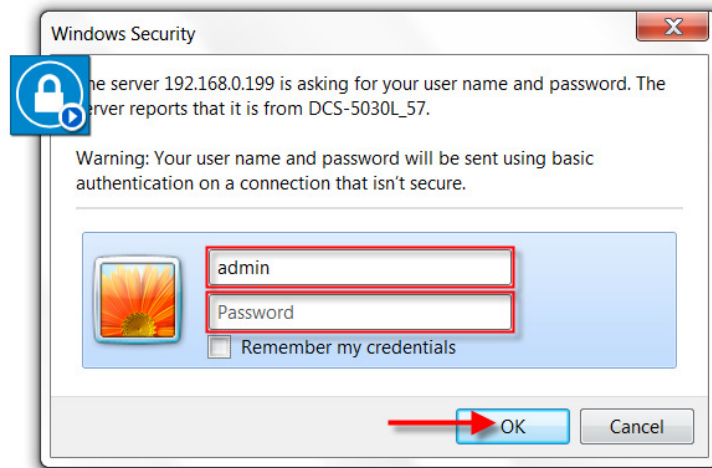 Windows Security
he server 192.168.0.199 is asking for your user name and password. The
erver reports that it is from DCS-5030L_57.
Warning: Your user name and password will be sent using basic
authentication on a connection that isn't secure.
admin
Password
Remember my credentials
OK
Cancel